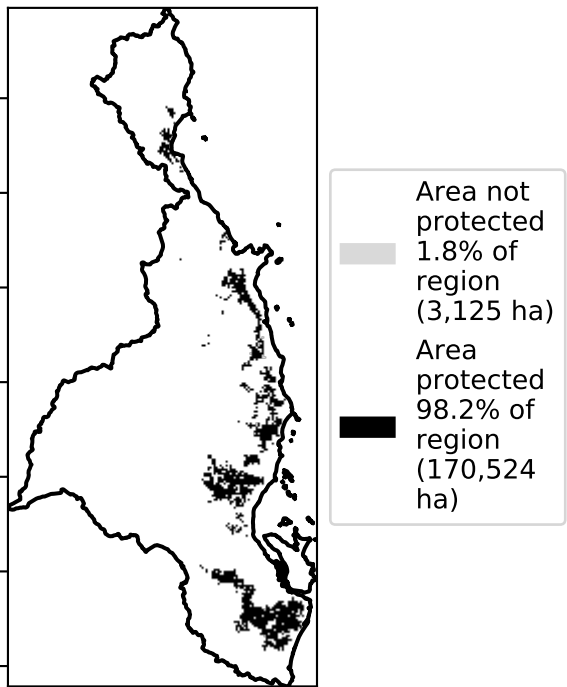 Area not
protected
1.8% of
region
(3,125 ha)
Area
protected
98.2% of
region
(170,524
ha)